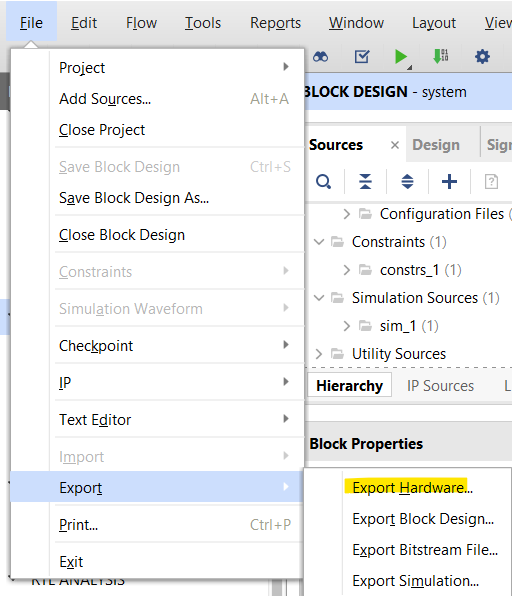 File Edit Flow Tools Reports Window Layout
BLOCK DESIGN - system
Project
Add Sources... Alt+A
Close Project
Save Block Design Ctrl+S
Save Block Design As...
Close Block Design
Constraints
Simulation Waveform
Checkpoint
IP
Text Editor
Import
Export
Print... Ctrl+P
Exit
RTL ANALYSIS
Sources × Design
Configuration Files
Constraints (1)
constrs_1 (1)
Simulation Sources (1)
sim_1 (1)
Utility Sources
Hierarchy IP Sources
Block Properties
Export Hardware...
Export Block Design...
Export Bitstream File...
Export Simulation...